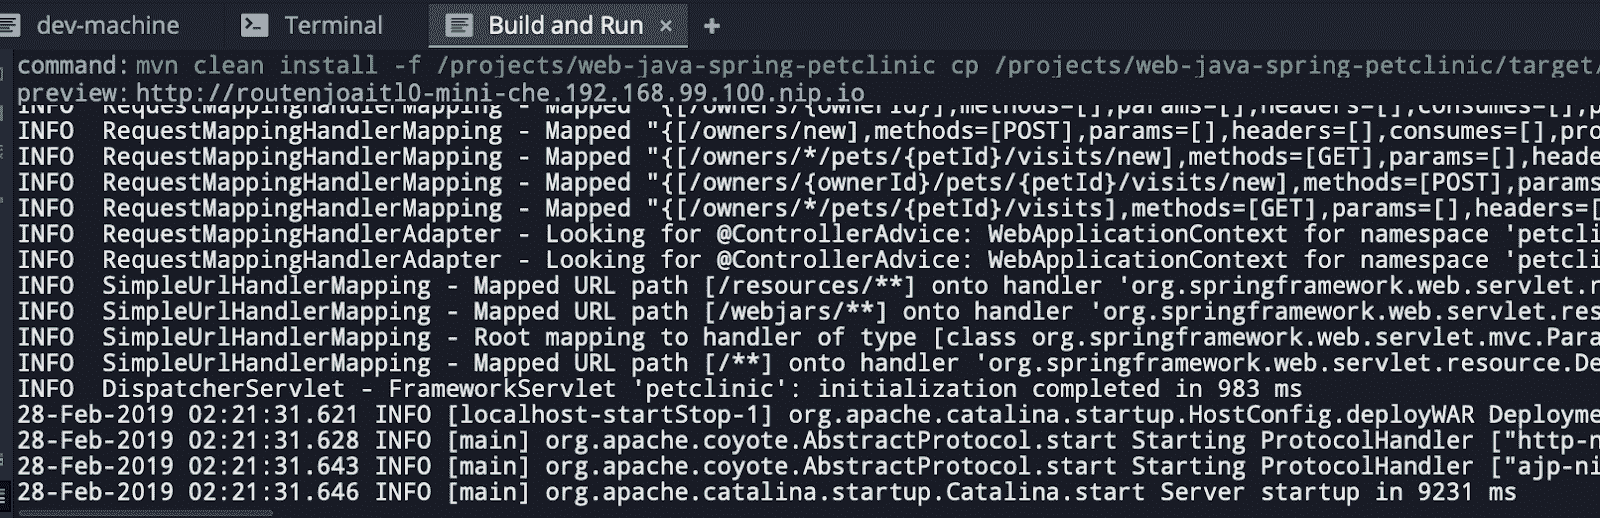 dev-machine Terminal Build and Run × +
command: mvn clean install -f /projects/web-java-spring-petclinic cp /projects/web-java-spring-petclinic/target/
preview: http://routenjoaitl0-mini-che.192.168.99.100.nip.io
INFO  RequestMappingHandlerMapping - Mapped "{[/owners/{ownerId}],methods=[],params=[],headers=[],consumes=[],p
INFO  RequestMappingHandlerMapping - Mapped "{[/owners/new],methods=[POST],params=[],headers=[],consumes=[],pro
INFO  RequestMappingHandlerMapping - Mapped "{[/owners/*/pets/{petId}/visits/new],methods=[GET],params=[],heade
INFO  RequestMappingHandlerMapping - Mapped "{[/owners/{ownerId}/pets/{petId}/visits/new],methods=[POST],params
INFO  RequestMappingHandlerMapping - Mapped "{[/owners/*/pets/{petId}/visits],methods=[GET],params=[],headers=[
INFO  RequestMappingHandlerAdapter - Looking for @ControllerAdvice: WebApplicationContext for namespace 'petcli
INFO  RequestMappingHandlerAdapter - Looking for @ControllerAdvice: WebApplicationContext for namespace 'petcli
INFO  SimpleUrlHandlerMapping - Mapped URL path [/resources/**] onto handler 'org.springframework.web.servlet.r
INFO  SimpleUrlHandlerMapping - Mapped URL path [/webjars/**] onto handler 'org.springframework.web.servlet.res
INFO  SimpleUrlHandlerMapping - Root mapping to handler of type [class org.springframework.web.servlet.mvc.Para
INFO  SimpleUrlHandlerMapping - Mapped URL path [/**] onto handler 'org.springframework.web.servlet.resource.De
INFO  DispatcherServlet - FrameworkServlet 'petclinic': initialization completed in 983 ms
28-Feb-2019 02:21:31.621 INFO [localhost-startStop-1] org.apache.catalina.startup.HostConfig.deployWAR Deployme
28-Feb-2019 02:21:31.628 INFO [main] org.apache.coyote.AbstractProtocol.start Starting ProtocolHandler ["http-n
28-Feb-2019 02:21:31.643 INFO [main] org.apache.coyote.AbstractProtocol.start Starting ProtocolHandler ["ajp-ni
28-Feb-2019 02:21:31.646 INFO [main] org.apache.catalina.startup.Catalina.start Server startup in 9231 ms